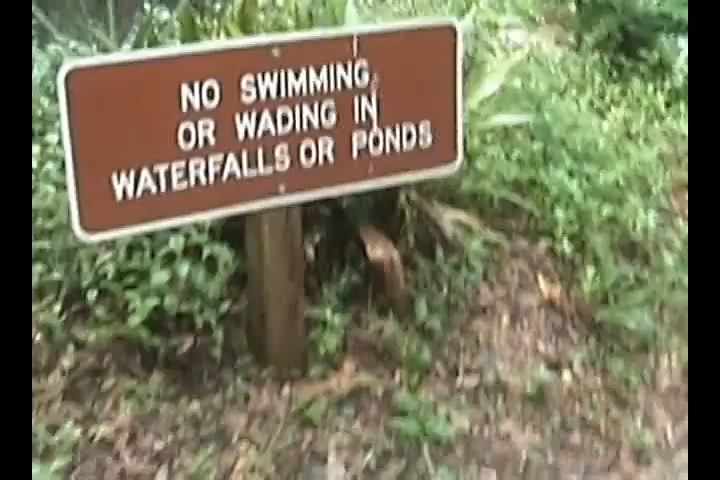 NO SWIMMING
OR WADING IN
WATERFALLS OR PONDS